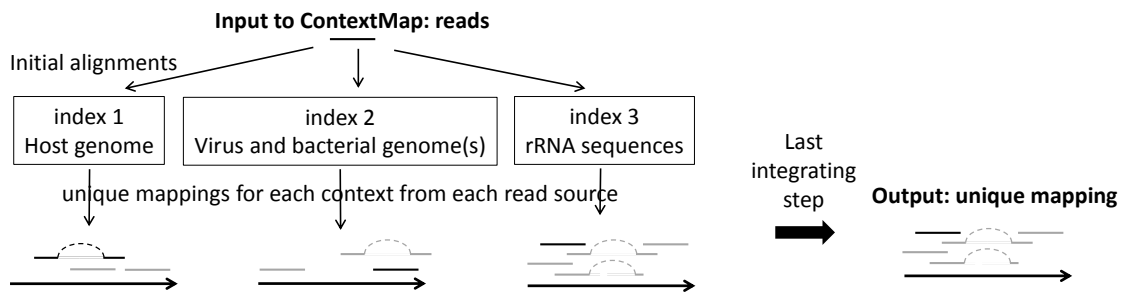 Input to ContextMap: reads
Initial alignments
index 1
Host genome
index 2
Virus and bacterial genome(s)
index 3
rRNA sequences
unique mappings for each context from each read source
Last
integrating
step
Output: unique mapping